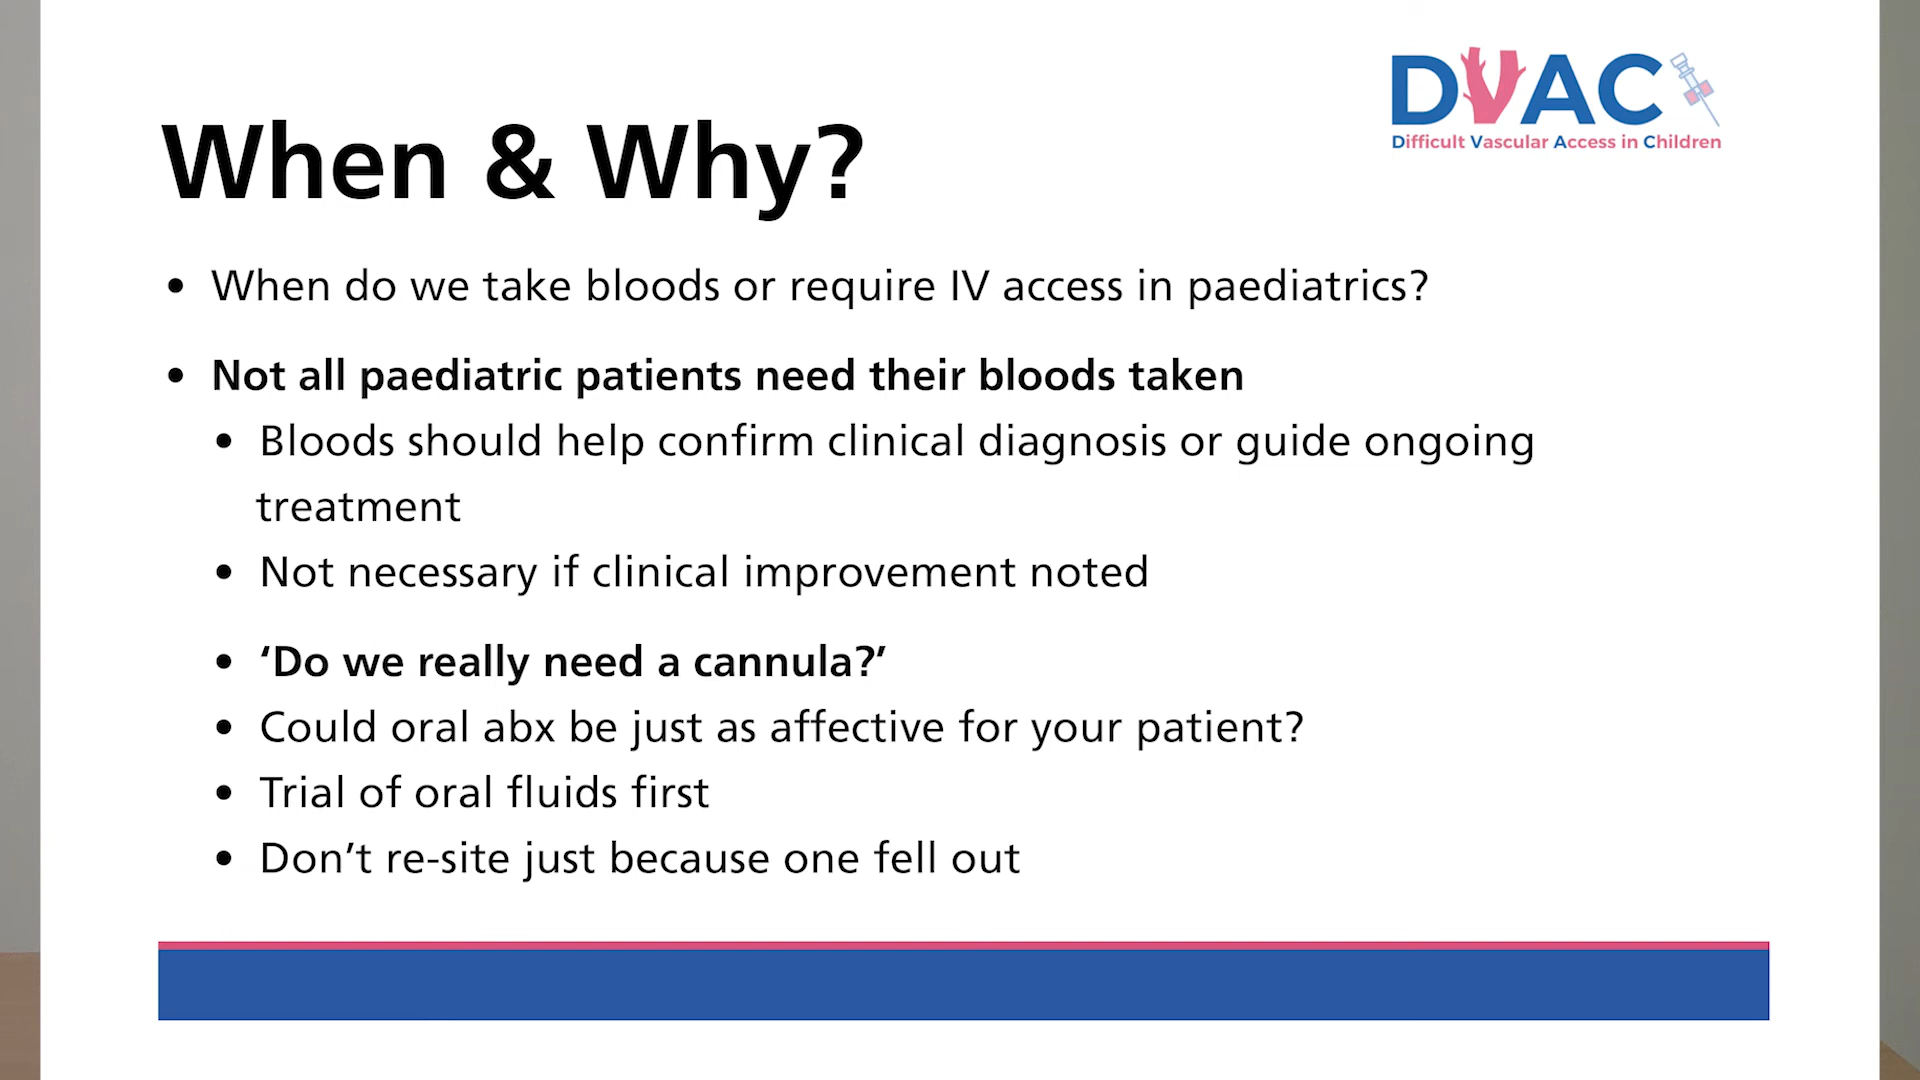 DVAC
Difficult Vascular Access in Children
When & Why?
• When do we take bloods or require IV access in paediatrics?
• Not all paediatric patients need their bloods taken
• Bloods should help confirm clinical diagnosis or guide ongoing
treatment
• Not necessary if clinical improvement noted
• ‘Do we really need a cannula?’
• Could oral abx be just as affective for your patient?
• Trial of oral fluids first
• Don’t re-site just because one fell out